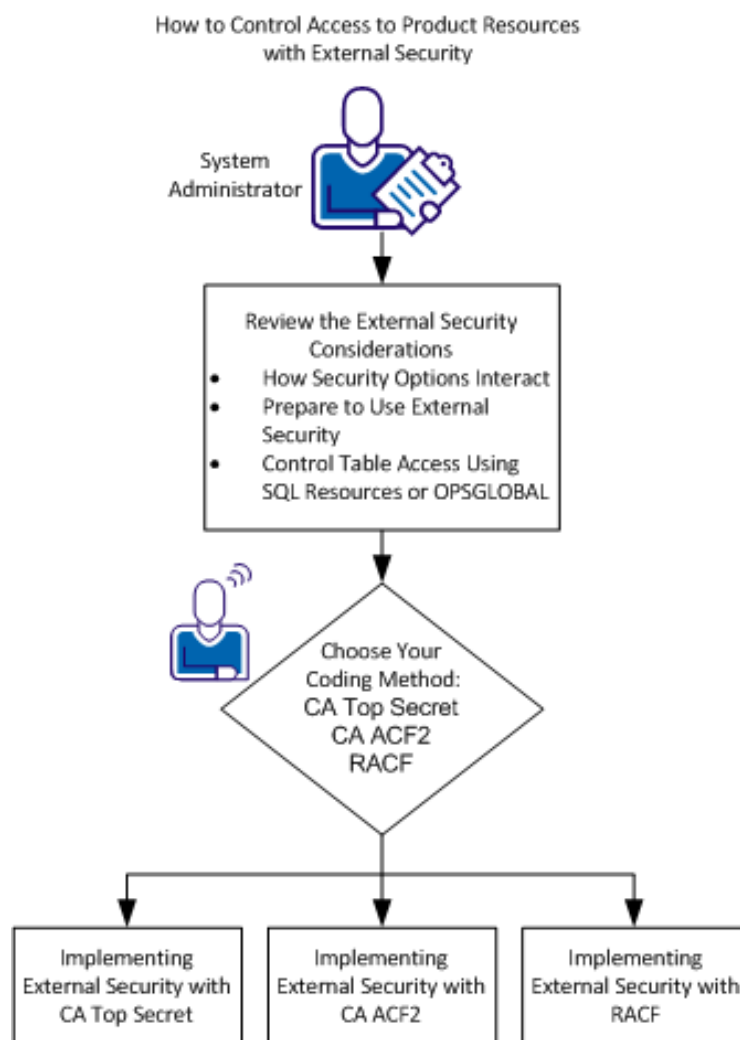 How to Control Access to Product Resources
with External Security
System
Administrator
Review the External Security
Considerations
• How Security Options Interact
• Prepare to Use External
Security
• Control Table Access Using
SQL Resources or OPSGLOBAL
Choose Your
Coding Method:
CA Top Secret
CA ACF2
RACF
Implementing
External Security with
CA Top Secret
Implementing
External Security with
CA ACF2
Implementing
External Security with
RACF